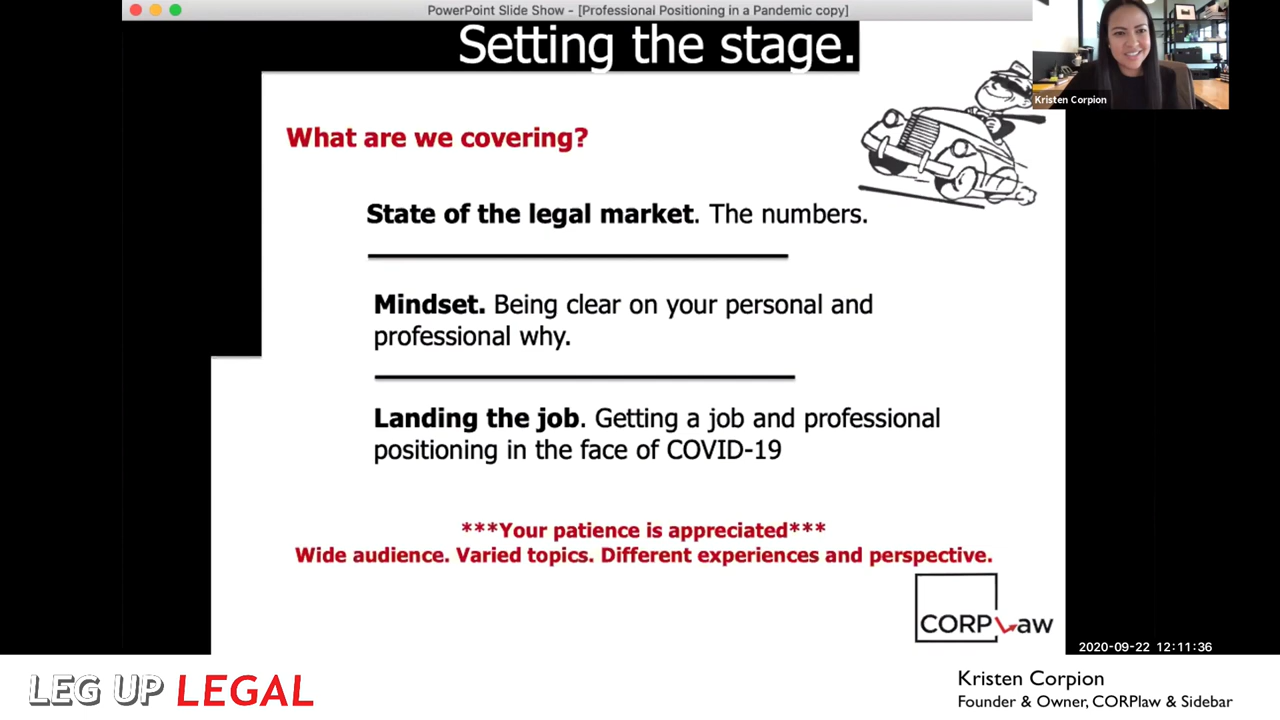 PowerPoint Slide Show - [Professional Positioning in a Pandemic copy]
Setting the stage.
Kristen Corpion
What are we covering?
State of the legal market. The numbers.
Mindset. Being clear on your personal and
professional why.
Landing the job. Getting a job and professional
positioning in the face of COVID-19
***Your patience is appreciated***
Wide audience. Varied topics. Different experiences and perspective.
CORPLaw
2020-09-22 12:11:36
LEG UP LEGAL
Kristen Corpion
Founder & Owner, CORPlaw & Sidebar